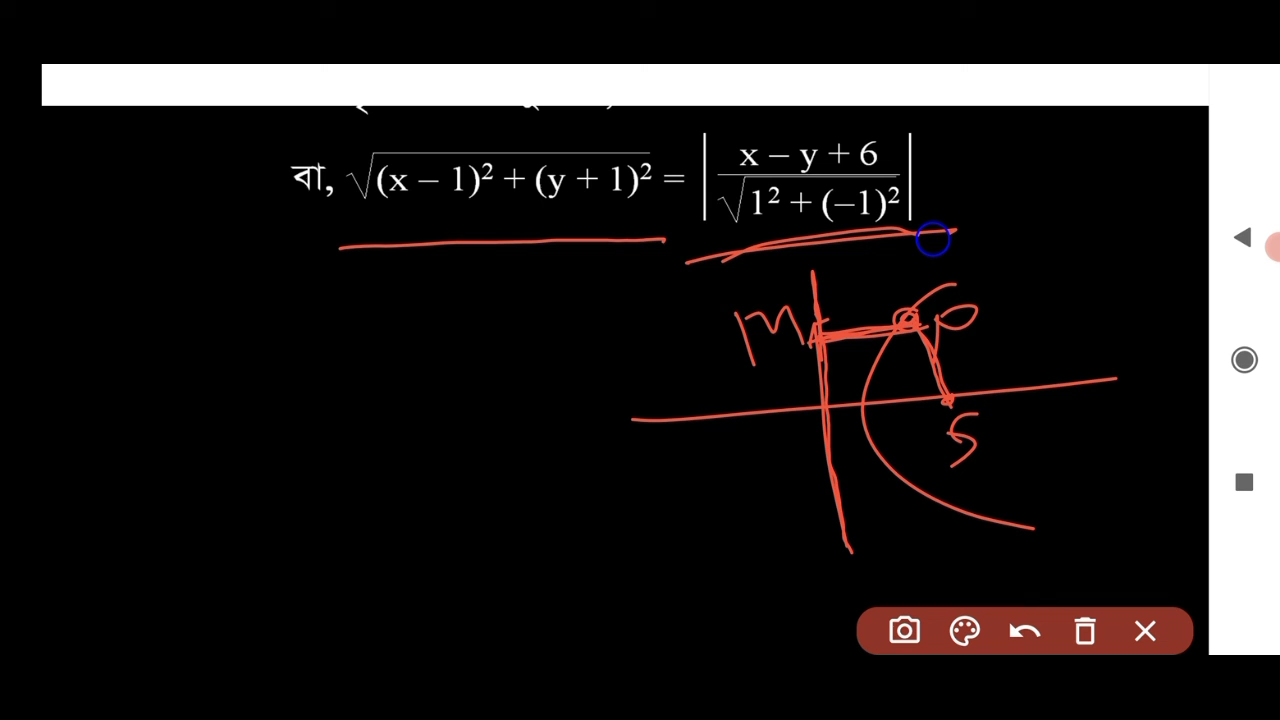 বা, √(x − 1)² + (y + 1)² = |x − y + 6 / √1² + (−1)²|
M P
S